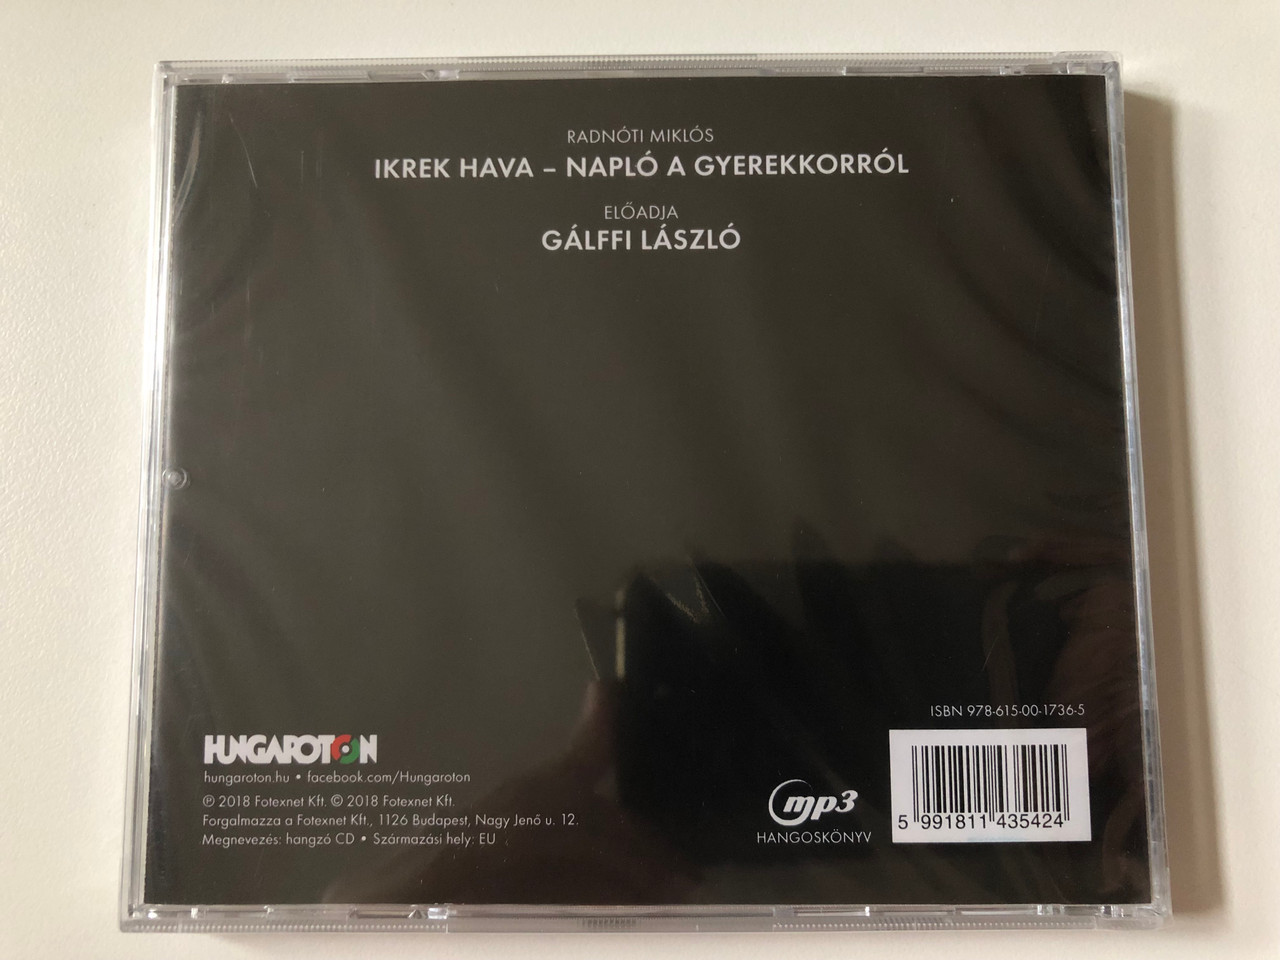 RADNÓTI MIKLÓS
IKREK HAVA – NAPLÓ A GYEREKKORRÓL
ELŐADJA
GÁLFFI LÁSZLÓ
ISBN 978-615-00-1736-5
HUNGAROTON
hungaroton.hu • facebook.com/Hungaroton
℗ 2018 Fotexnet Kft. © 2018 Fotexnet Kft.
Forgalmazza a Fotexnet Kft., 1126 Budapest, Nagy Jenő u. 12.
Megnevezés: hangzó CD • Származási hely: EU
mp3
HANGOSKÖNYV
5 991811 435424